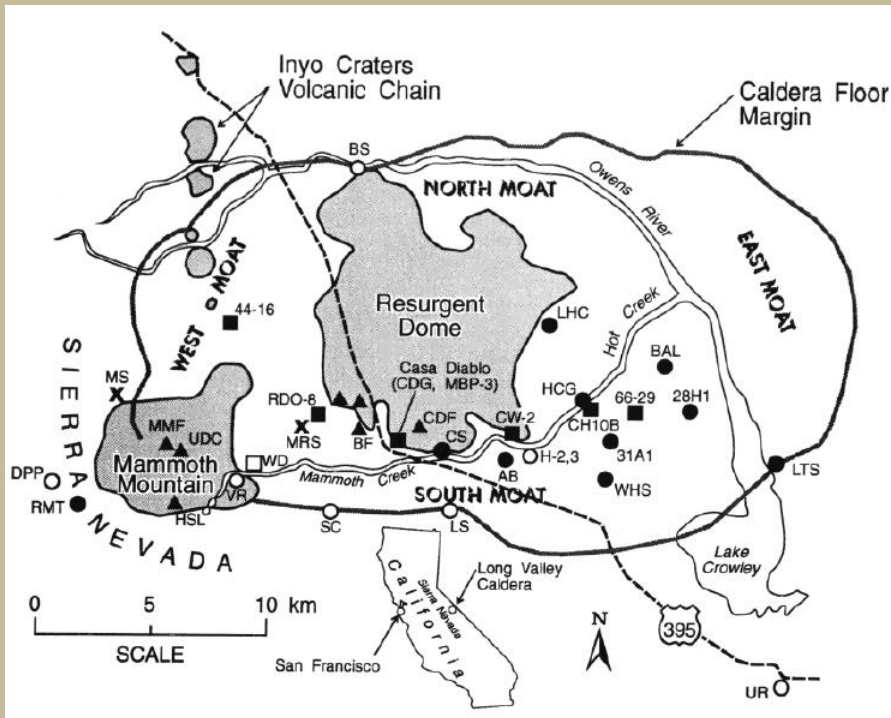 Inyo Craters
Volcanic Chain
Caldera Floor
Margin
BS
NORTH MOAT
Owens
River
EAST MOAT
WEST MOAT
44-16
Resurgent
Dome
LHC
Hot Creek
BAL
SIERRA
NEVADA
MS
Casa Diablo
(CDG, MBP-3)
HCG
66-29
28H1
RDO-8
MRS
BF
CDF
CW-2
CS
CH10B
MMF
UDC
Mammoth
Mountain
WD
Mammoth Creek
AB
H-2,3
31A1
LTS
DPP
RMT
VR
HSL
SOUTH MOAT
WHS
SC
LS
Lake
Crowley
0
5
10 km
SCALE
California
Sierra Nevada
Long Valley
Caldera
San Francisco
N
395
UR